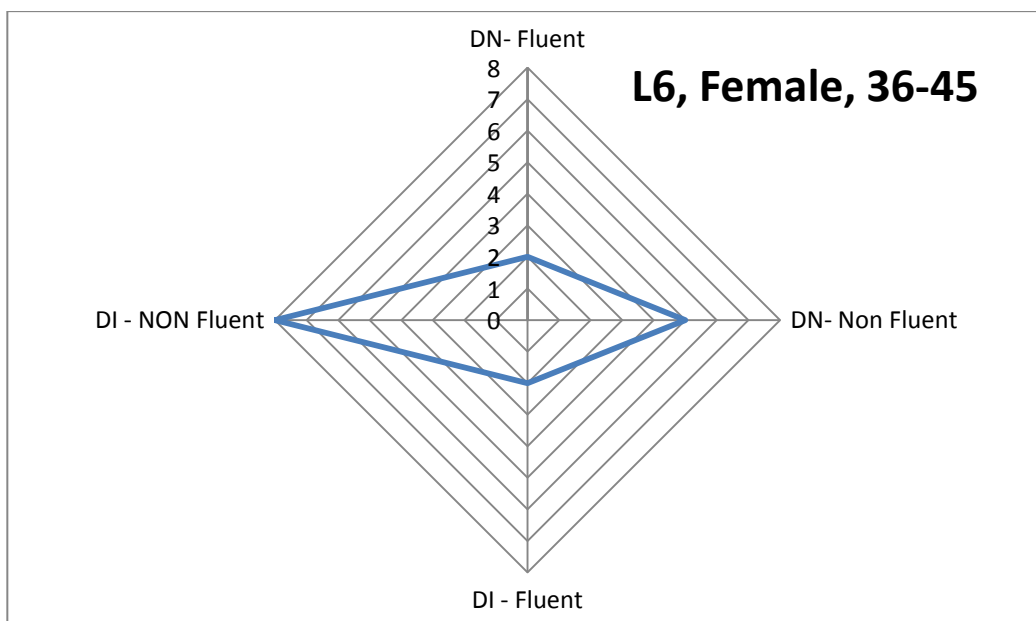 DN- Fluent
L6, Female, 36-45
8
7
6
5
4
3
2
1
0
DI - NON Fluent
DN- Non Fluent
DI - Fluent